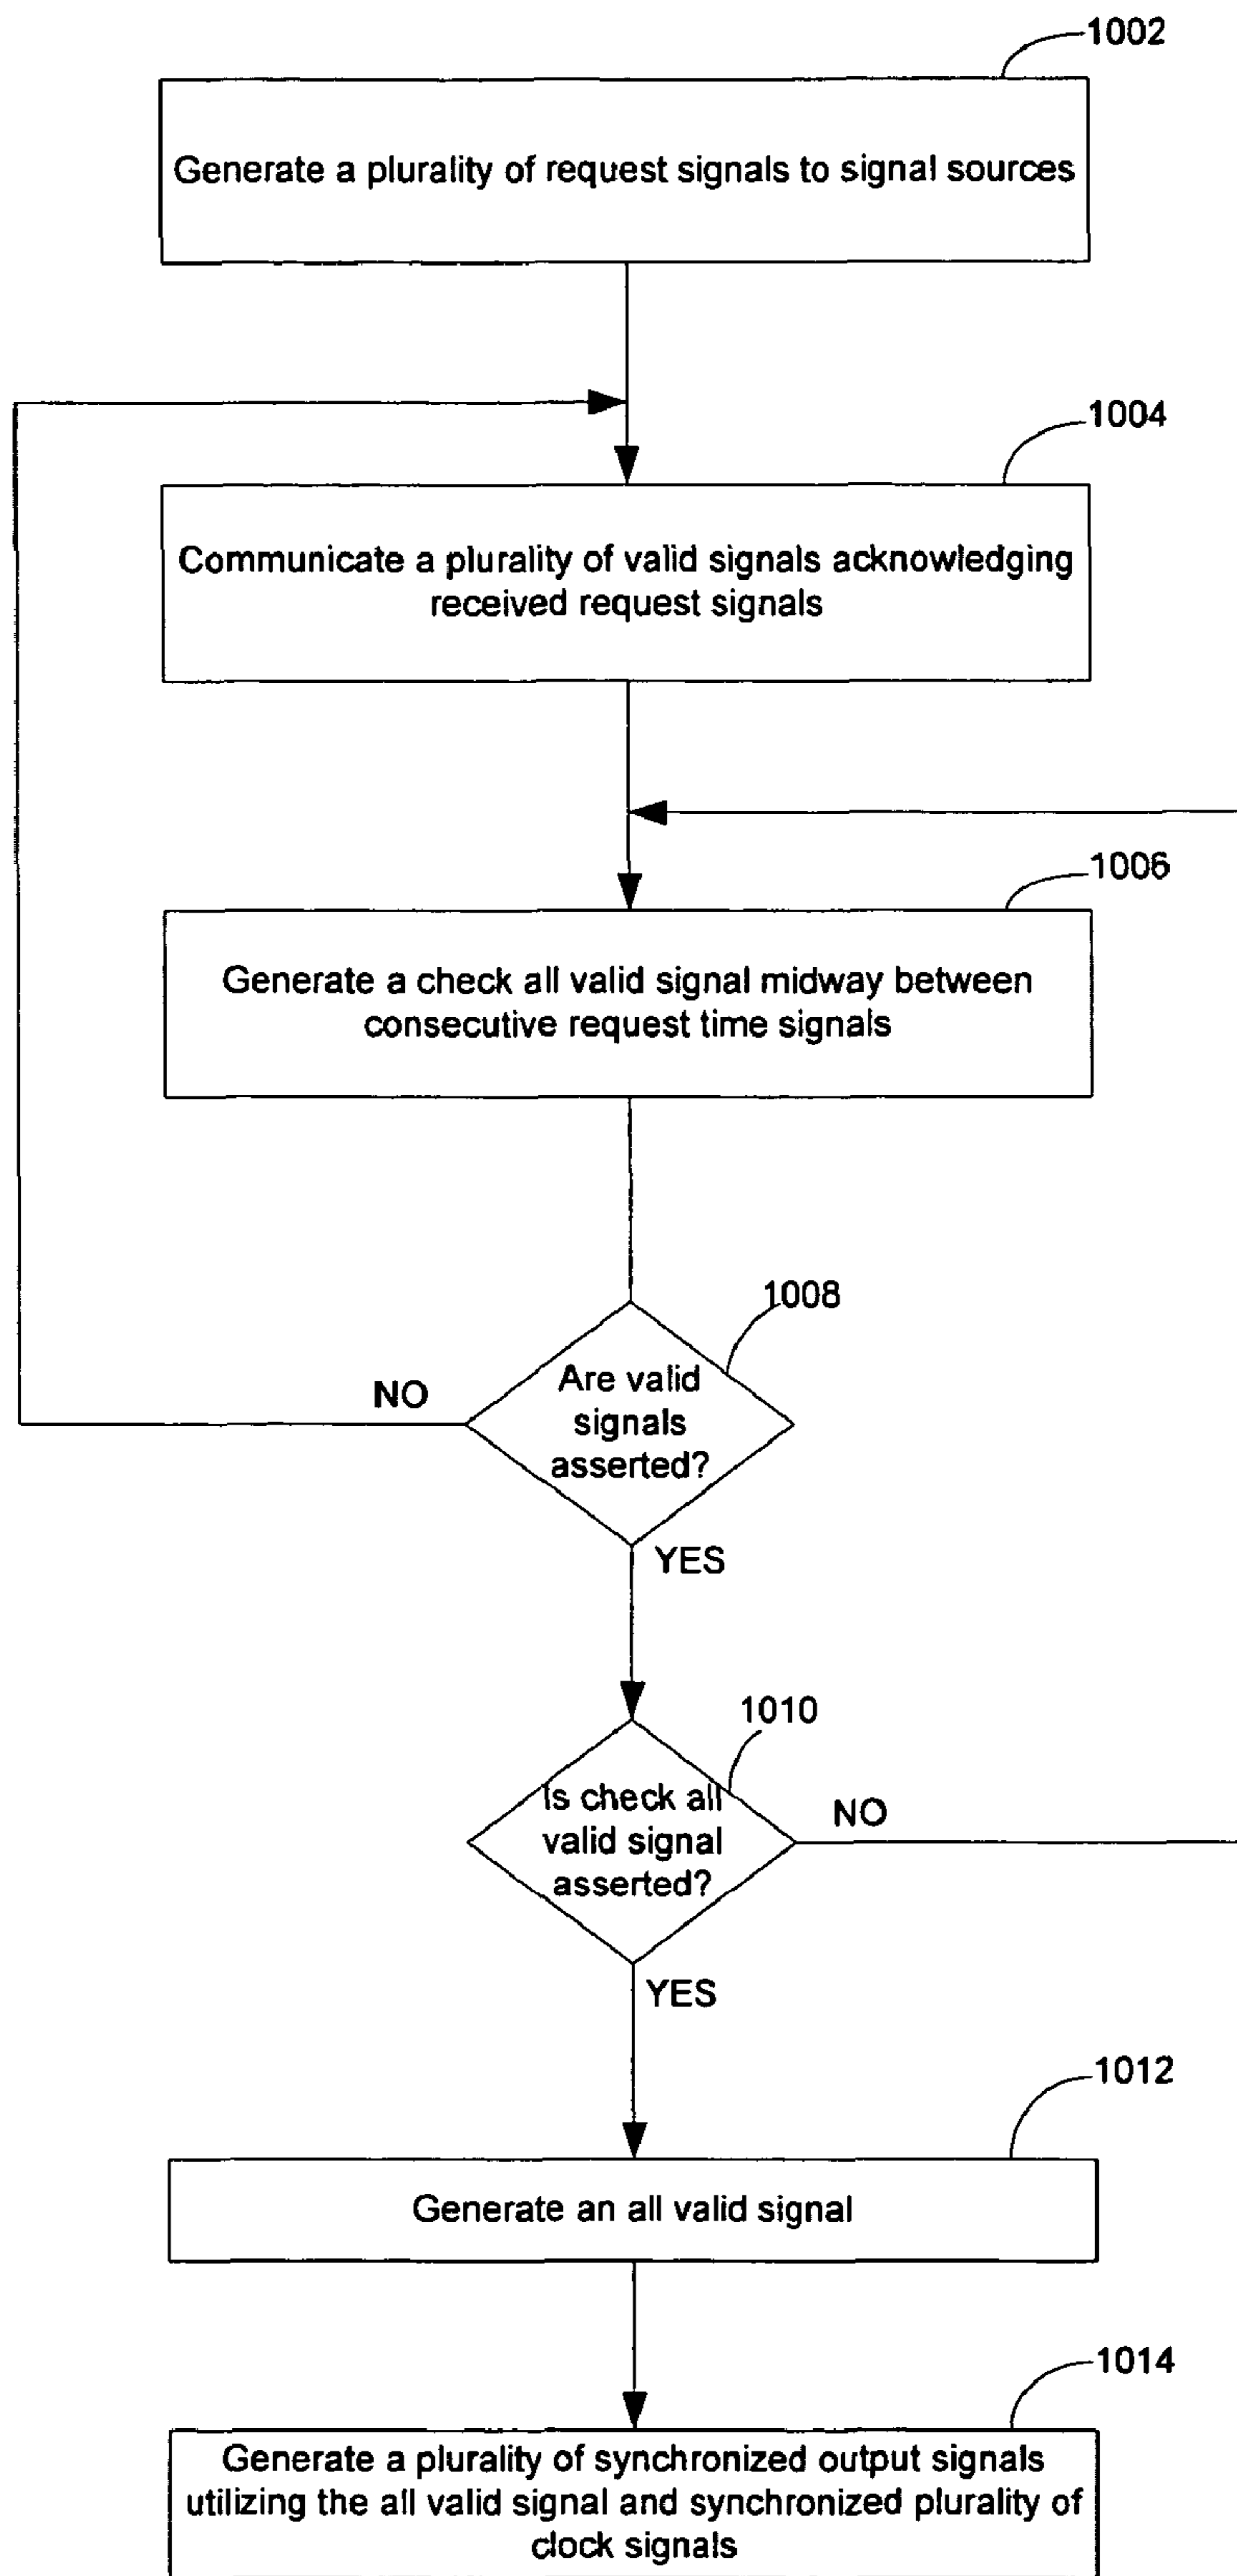 1002
Generate a plurality of request signals to signal sources
1004
Communicate a plurality of valid signals acknowledging
received request signals
1006
Generate a check all valid signal midway between
consecutive request time signals
1008
Are valid
signals
asserted?
NO
YES
1010
Is check all
valid signal
asserted?
NO
YES
1012
Generate an all valid signal
1014
Generate a plurality of synchronized output signals
utilizing the all valid signal and synchronized plurality of
clock signals